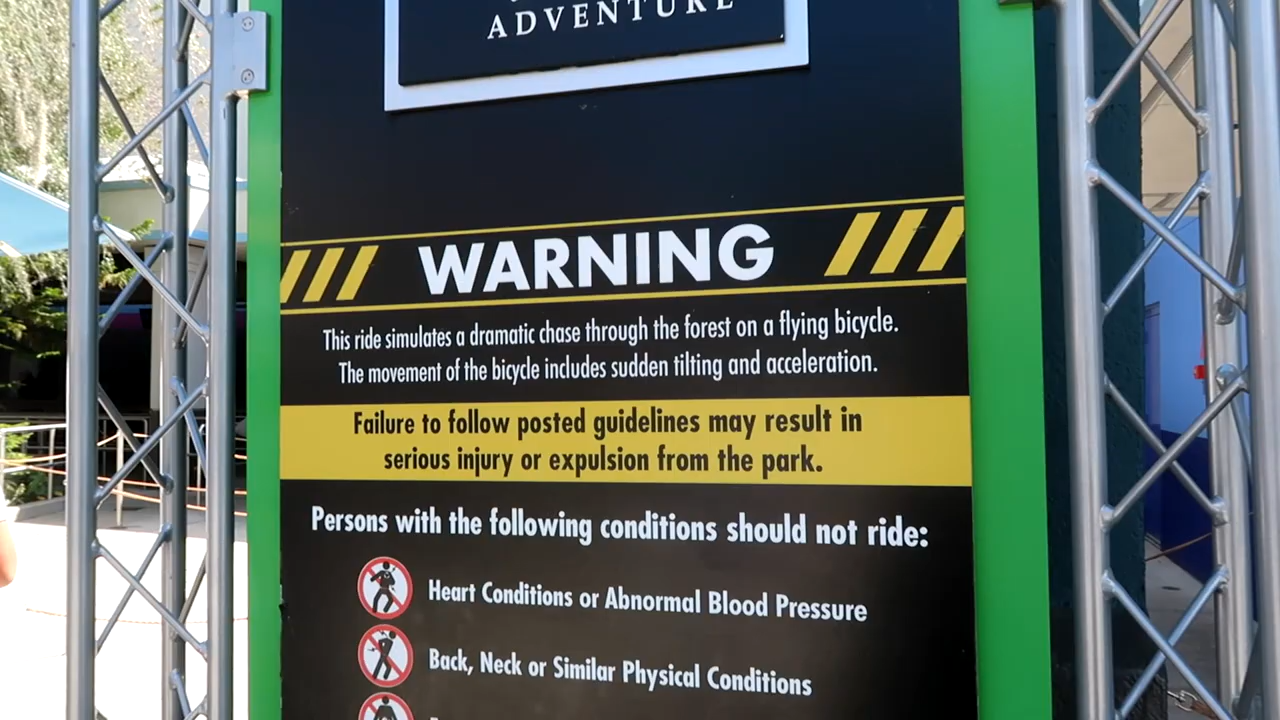 ADVENTURE
WARNING
This ride simulates a dramatic chase through the forest on a flying bicycle.
The movement of the bicycle includes sudden tilting and acceleration.
Failure to follow posted guidelines may result in
serious injury or expulsion from the park.
Persons with the following conditions should not ride:
Heart Conditions or Abnormal Blood Pressure
Back, Neck or Similar Physical Conditions